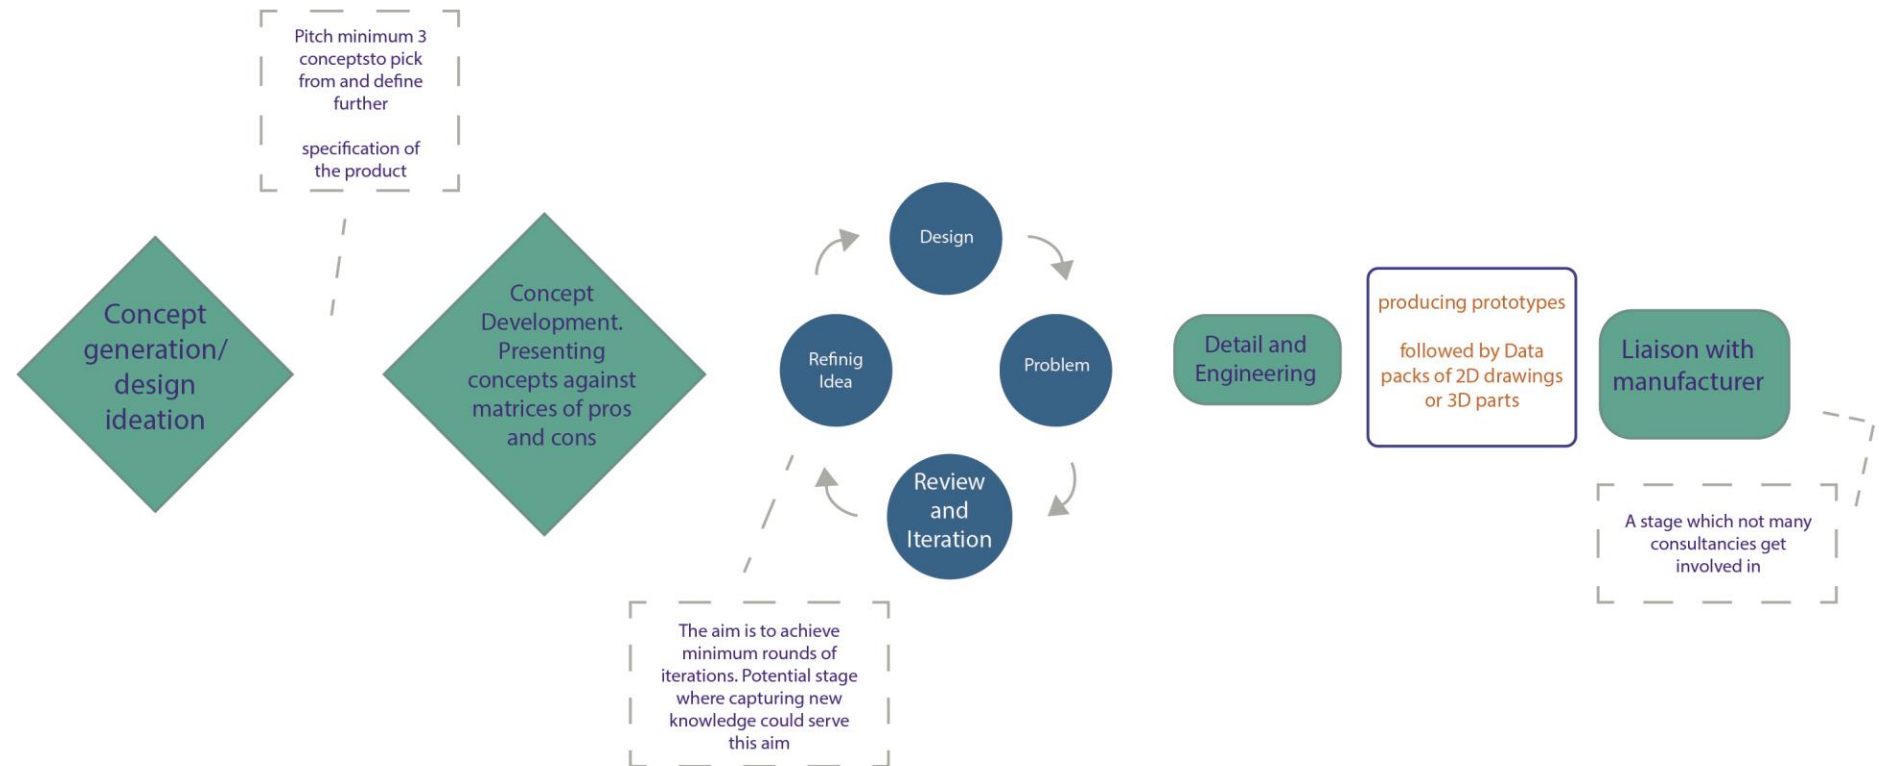 Pitch minimum 3
conceptsto pick
from and define
further
specification of
the product
Concept
generation/
design
ideation
Concept
Development.
Presenting
concepts against
matrices of pros
and cons
Design
Problem
Review
and
Iteration
Refinig
Idea
The aim is to achieve
minimum rounds of
iterations. Potential stage
where capturing new
knowledge could serve
this aim
Detail and
Engineering
producing prototypes
followed by Data
packs of 2D drawings
or 3D parts
Liaison with
manufacturer
A stage which not many
consultancies get
involved in